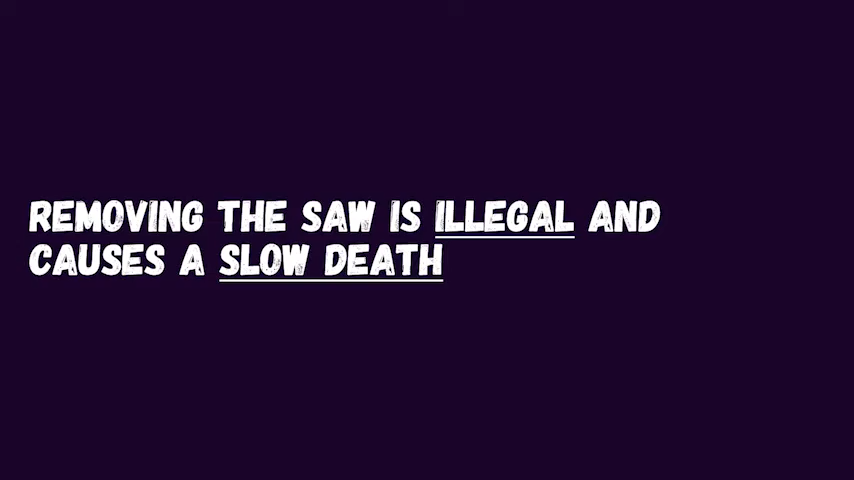 REMOVING THE SAW IS ILLEGAL AND
CAUSES A SLOW DEATH